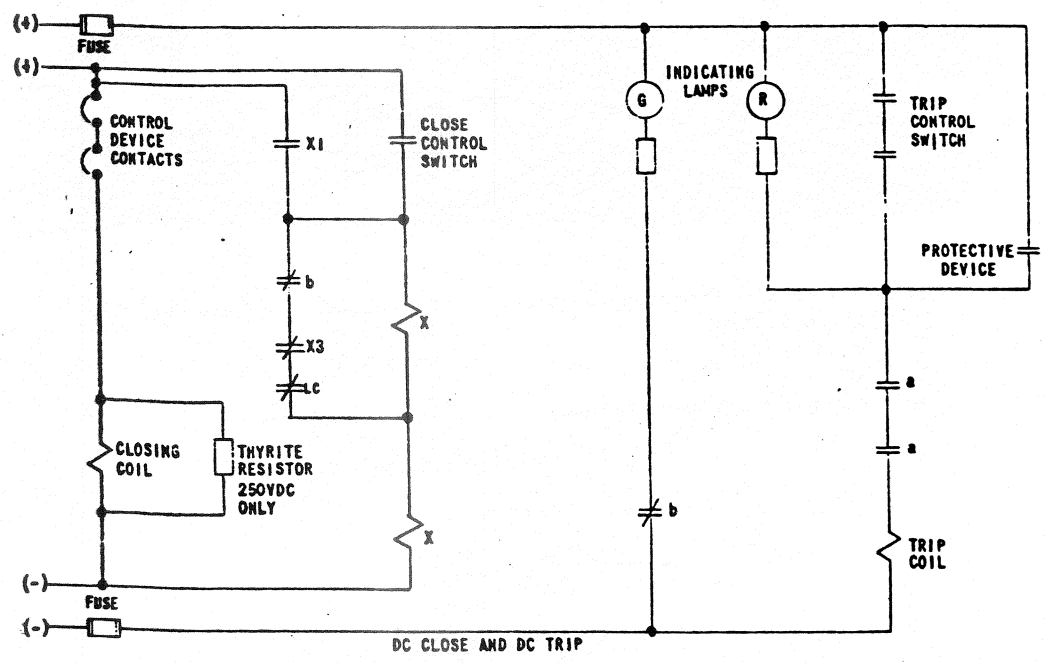 (+)
FUSE
(+)
INDICATING
LAMPS
G
R
CONTROL
DEVICE
CONTACTS
X1
CLOSE
CONTROL
SWITCH
TRIP
CONTROL
SWITCH
PROTECTIVE
DEVICE
b
X
X3
LC
a
a
CLOSING
COIL
THYRITE
RESISTOR
250VDC
ONLY
b
X
TRIP
COIL
(-)
FUSE
(-)
DC CLOSE AND DC TRIP